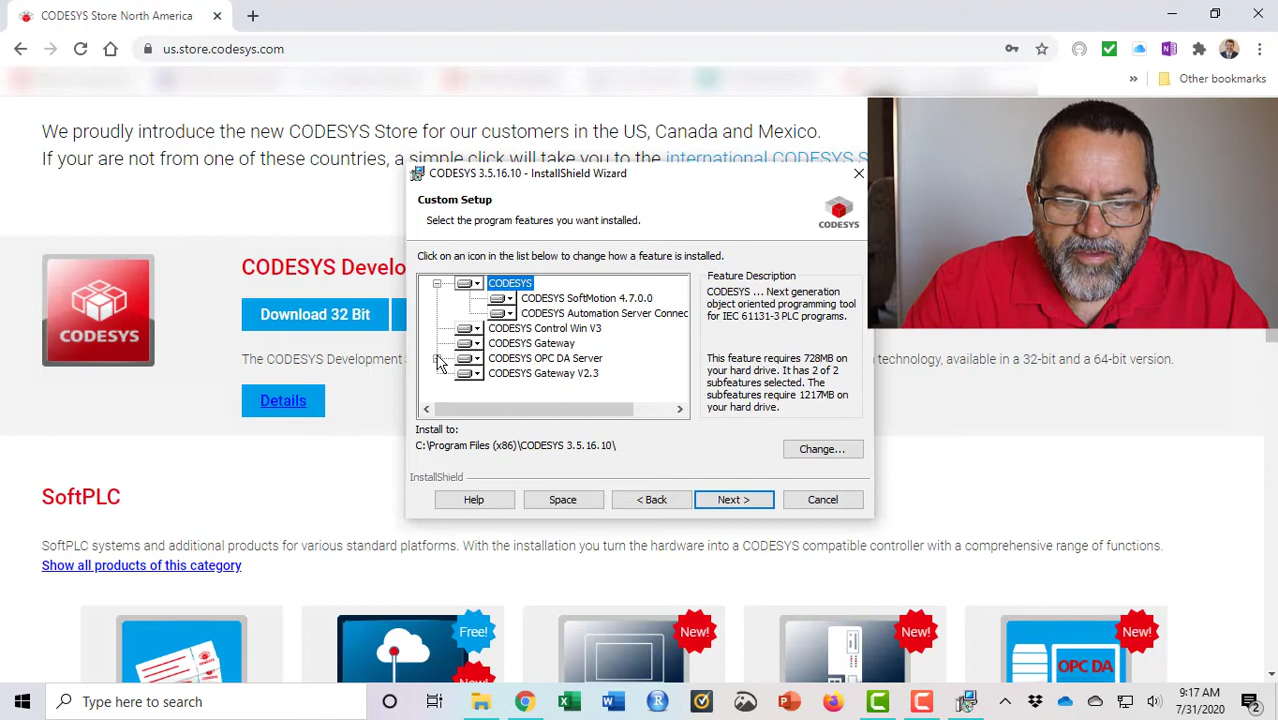 CODESYS Store North America
us.store.codesys.com
Other bookmarks
We proudly introduce the new CODESYS Store for our customers in the US, Canada and Mexico.
If your are not from one of these countries, a simple click will take you to the international CODESYS S
CODESYS 3.5.16.10 - InstallShield Wizard
Custom Setup
Select the program features you want installed.
CODESYS
Click on an icon in the list below to change how a feature is installed.
CODESYS
CODESYS SoftMotion 4.7.0.0
CODESYS Automation Server Connec
CODESYS Control Win V3
CODESYS Gateway
CODESYS OPC DA Server
CODESYS Gateway V2.3
Feature Description
CODESYS ... Next generation
object oriented programming tool
for IEC 61131-3 PLC programs.
This feature requires 728MB on
your hard drive. It has 2 of 2
subfeatures selected. The
subfeatures require 1217MB on
your hard drive.
Install to:
C:\Program Files (x86)\CODESYS 3.5.16.10\
Change...
InstallShield
Help
Space
< Back
Next >
Cancel
CODESYS
CODESYS Develo
Download 32 Bit
The CODESYS Development
n technology, available in a 32-bit and a 64-bit version.
Details
SoftPLC
SoftPLC systems and additional products for various standard platforms. With the installation you turn the hardware into a CODESYS compatible controller with a comprehensive range of functions.
Show all products of this category
Free!
New!
New!
New!
OPC DA
Type here to search
9:17 AM
7/31/2020
2